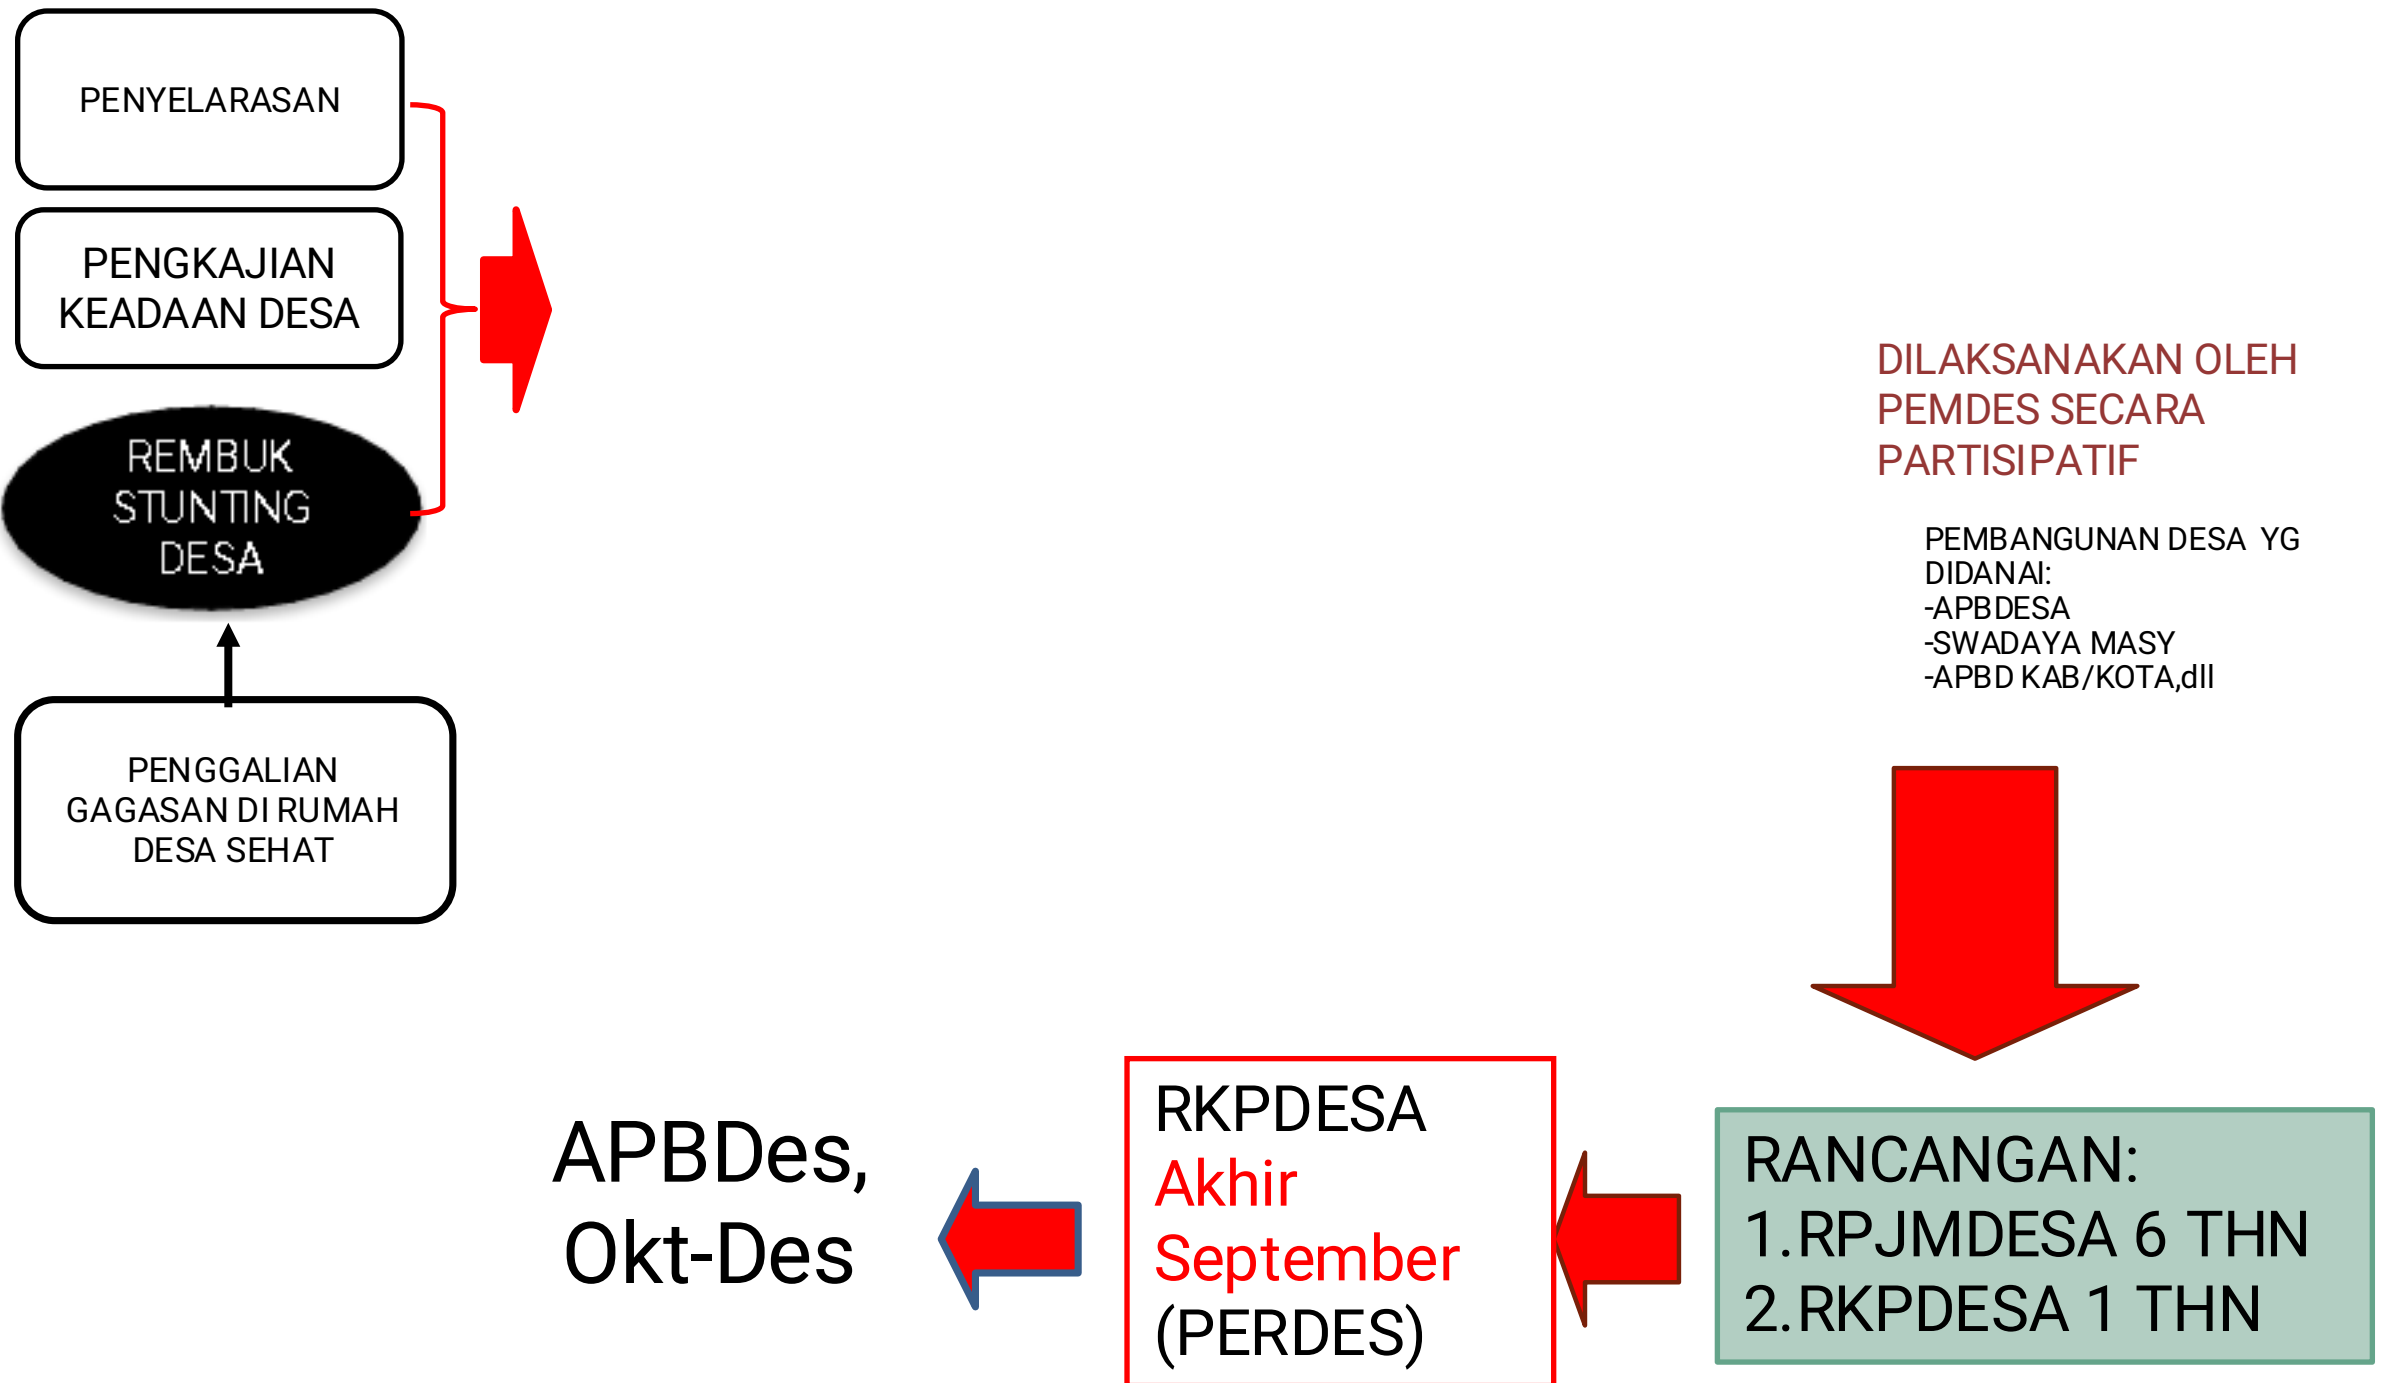 PENYELARASAN
PENGKAJIAN
KEADAAN DESA
REMBUK
STUNTING
DESA
PENGGALIAN
GAGASAN DI RUMAH
DESA SEHAT
DILAKSANAKAN OLEH
PEMDES SECARA
PARTISIPATIF
PEMBANGUNAN DESA YG
DIDANAI:
-APBDESA
-SWADAYA MASY
-APBD KAB/KOTA,dll
RANCANGAN:
1.RPJMDESA 6 THN
2.RKPDESA 1 THN
RKPDESA
Akhir
September
(PERDES)
APBDes,
Okt-Des